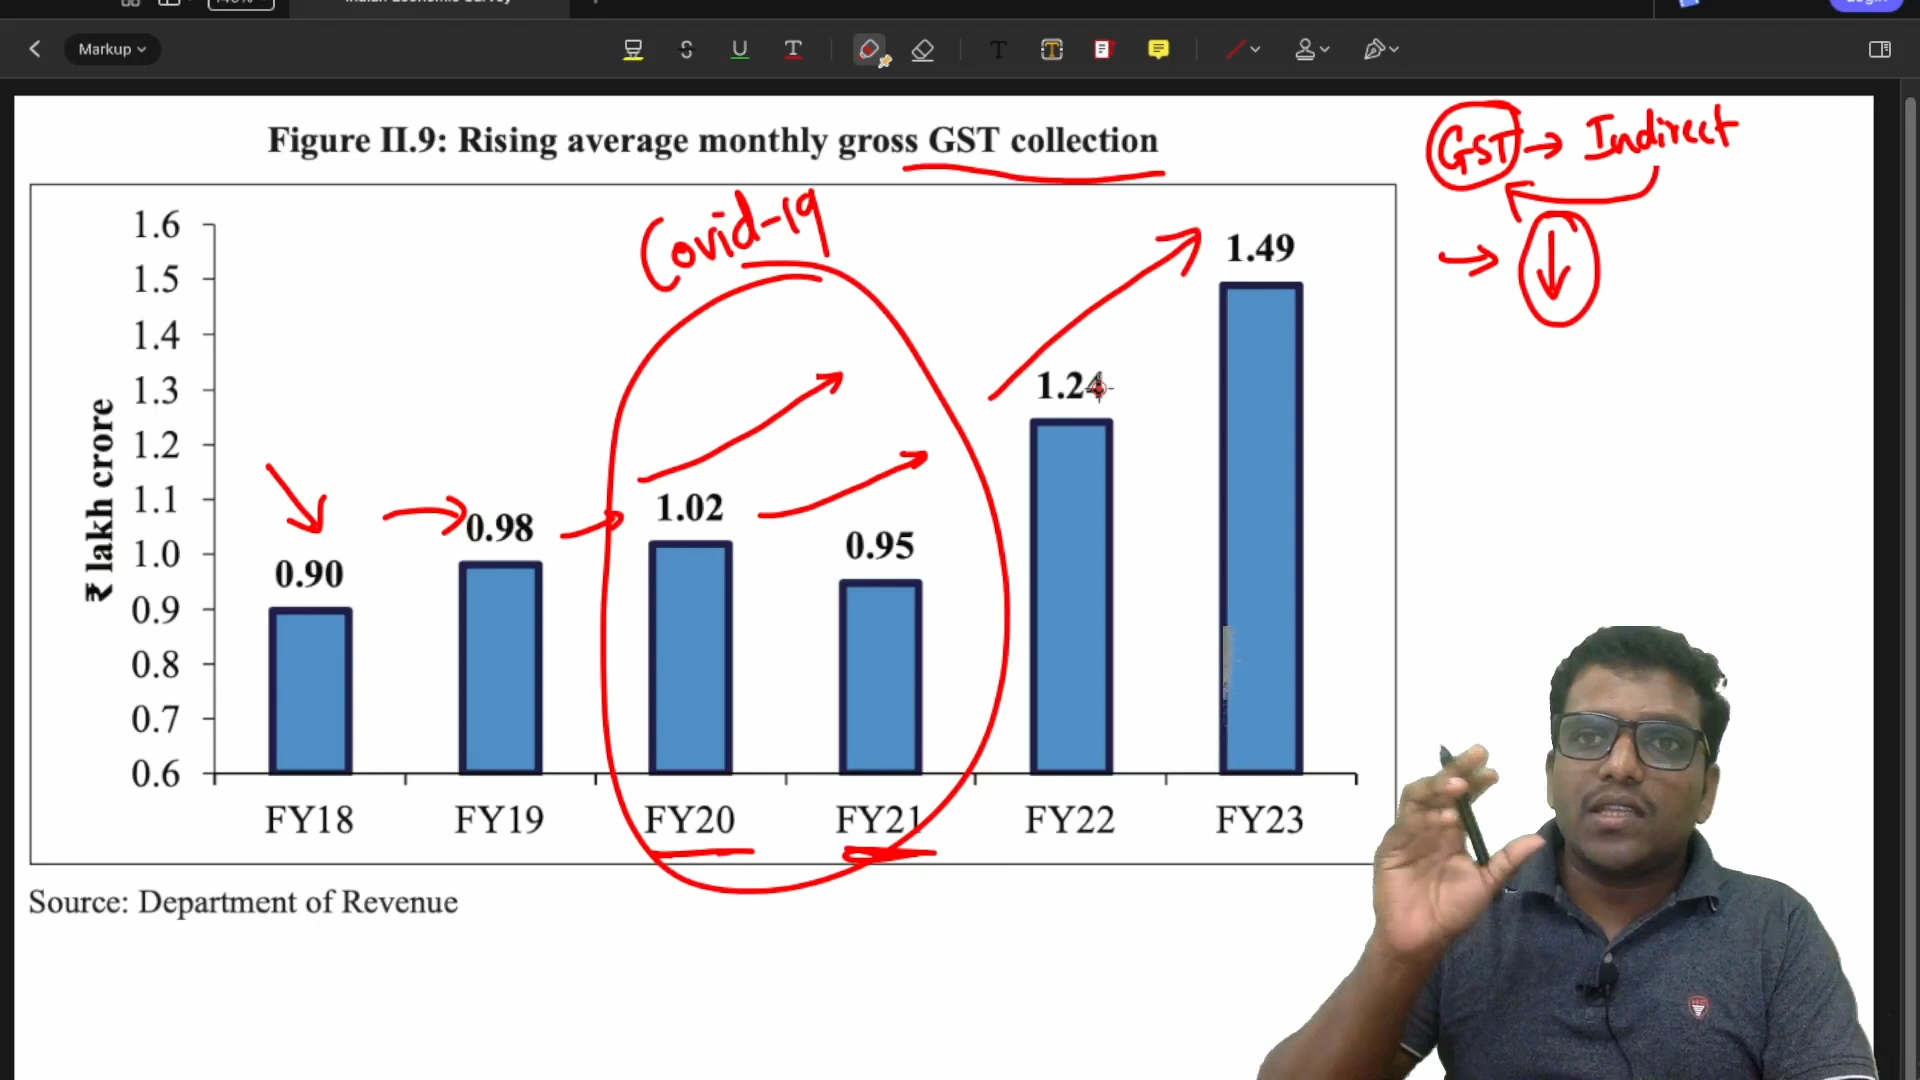 Markup
Figure II.9: Rising average monthly gross GST collection
GST → Indirect
Covid-19
₹ lakh crore
1.6
1.5
1.4
1.3
1.2
1.1
1.0
0.9
0.8
0.7
0.6
0.90
0.98
1.02
0.95
1.24
1.49
FY18
FY19
FY20
FY21
FY22
FY23
Source: Department of Revenue